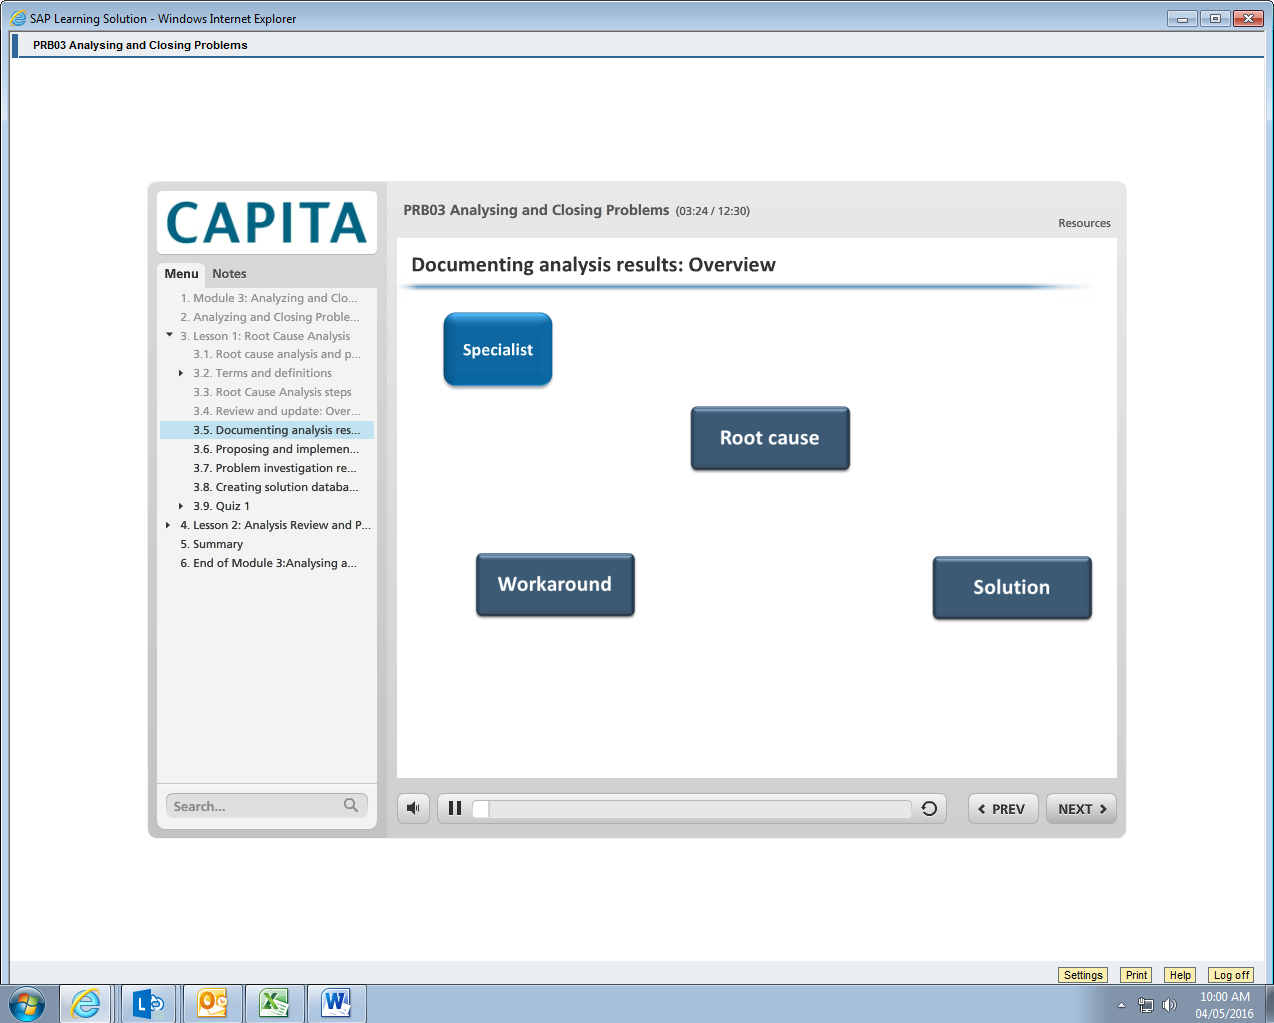 SAP Learning Solution - Windows Internet Explorer
PRB03 Analysing and Closing Problems
CAPITA
PRB03 Analysing and Closing Problems (03:24 / 12:30)
Resources
Menu Notes
1. Module 3: Analyzing and Clo...
2. Analyzing and Closing Proble...
3. Lesson 1: Root Cause Analysis
3.1. Root cause analysis and p...
3.2. Terms and definitions
3.3. Root Cause Analysis steps
3.4. Review and update: Over...
3.5. Documenting analysis res...
3.6. Proposing and implemen...
3.7. Problem investigation re...
3.8. Creating solution databa...
3.9. Quiz 1
4. Lesson 2: Analysis Review and P...
5. Summary
6. End of Module 3:Analysing a...
Search...
Documenting analysis results: Overview
Specialist
Root cause
Workaround
Solution
PREV
NEXT
Settings Print Help Log off
10:00 AM
04/05/2016